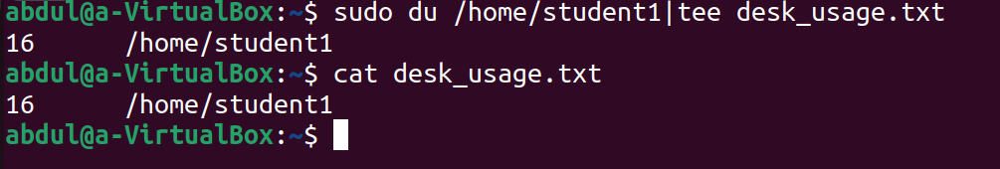 abdul@a-VirtualBox:~$ sudo du /home/student1|tee desk_usage.txt
16      /home/student1
abdul@a-VirtualBox:~$ cat desk_usage.txt
16      /home/student1
abdul@a-VirtualBox:~$